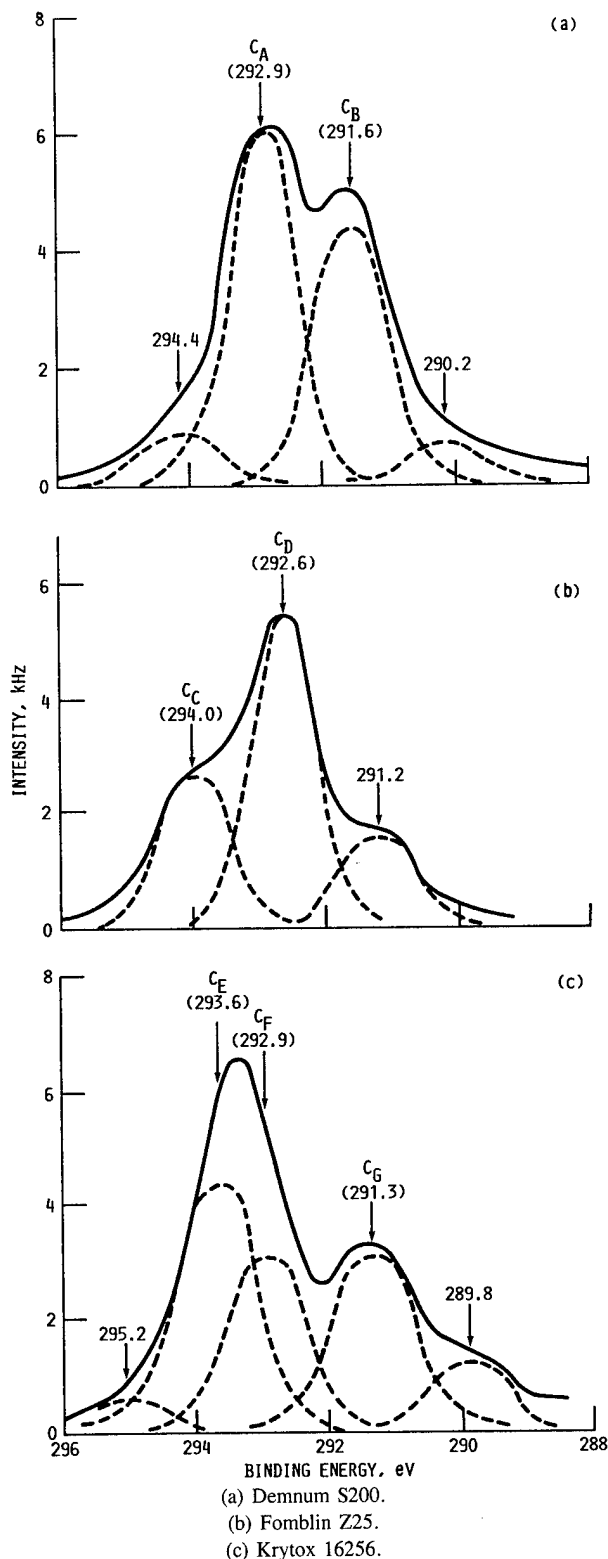 (a)
8
6
4
2
0
C_A
(292.9)
C_B
(291.6)
294.4
290.2
(b)
6
4
2
0
C_D
(292.6)
C_C
(294.0)
291.2
INTENSITY, kHz
(c)
8
6
4
2
0
C_E
(293.6)
C_F
(292.9)
C_G
(291.3)
295.2
289.8
296 294 292 290 288
BINDING ENERGY, eV
(a) Demnum S200.
(b) Fomblin Z25.
(c) Krytox 16256.